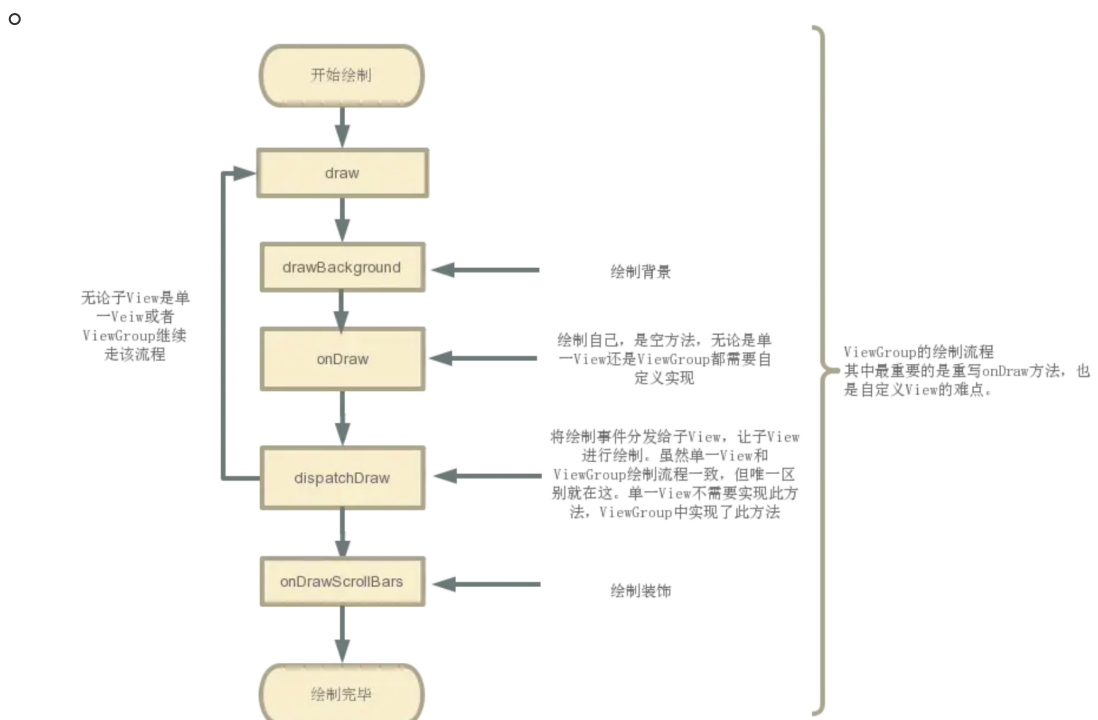 开始绘制
draw
drawBackground
绘制背景
无论子View是单
一Veiw或者
ViewGroup继续
走该流程
onDraw
绘制自己，是空方法，无论是单
一View还是ViewGroup都需要自
定义实现
ViewGroup的绘制流程
其中最重要的是重写onDraw方法，也
是自定义View的难点。
dispatchDraw
将绘制事件分发给子View，让子View
进行绘制。虽然单一View和
ViewGroup绘制流程一致，但唯一区
别就在这。单一View不需要实现此方
法，ViewGroup中实现了此方法
onDrawScrollBars
绘制装饰
绘制完毕